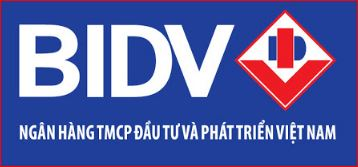 BIDV
NGÂN HÀNG TMCP ĐẦU TƯ VÀ PHÁT TRIỂN VIỆT NAM